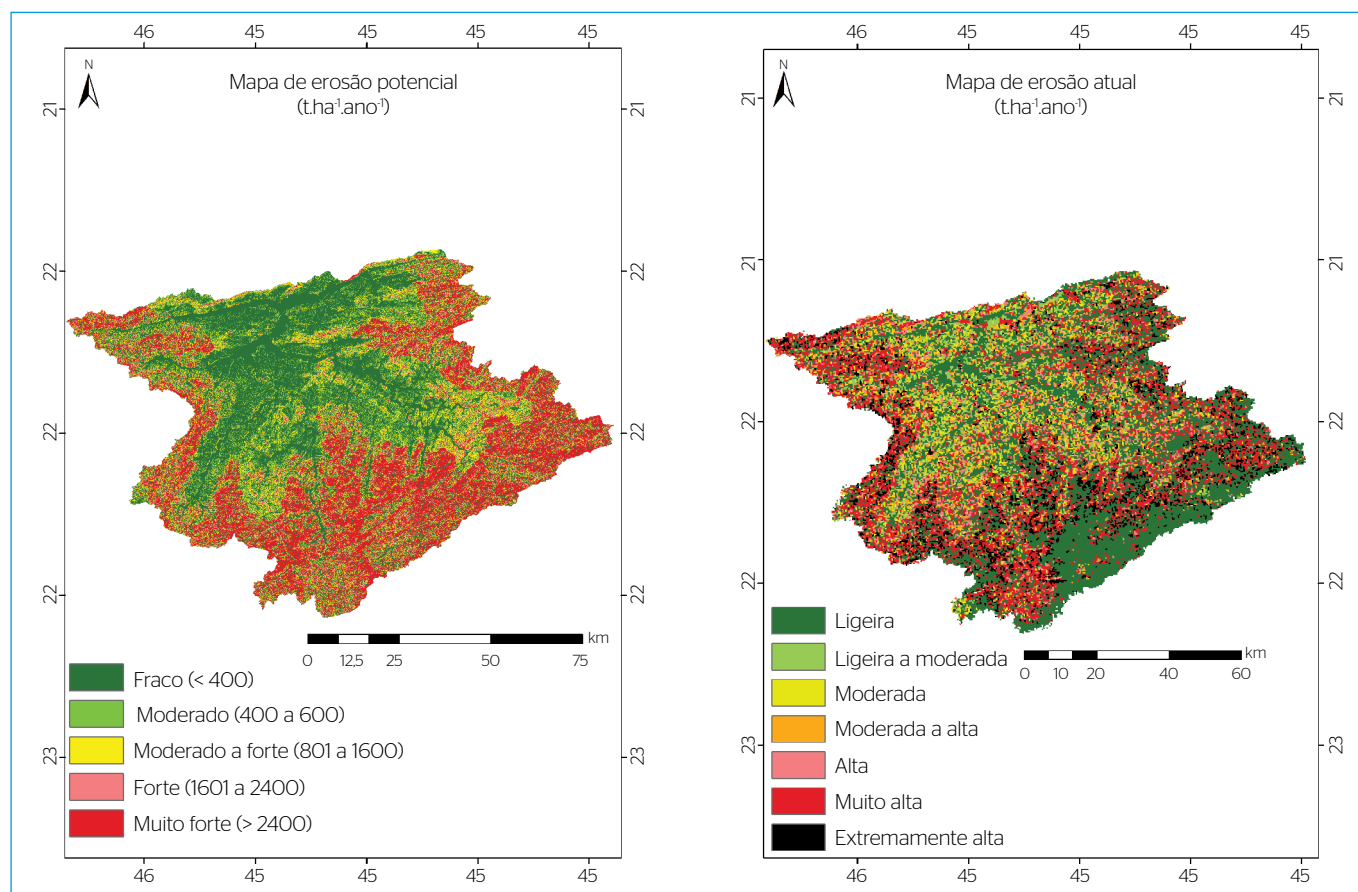 46 45 45 45
N
Mapa de erosão potencial
(t.ha⁻¹.ano⁻¹)
21 21
22 22
22 22
22 22
km
0 12,5 25 50 75
Fraco (< 400)
Moderado (400 a 600)
Moderado a forte (801 a 1600)
Forte (1601 a 2400)
Muito forte (> 2400)
23 23
46 45 45 45 45
46 45 45 45 45
N
Mapa de erosão atual
(t.ha⁻¹.ano⁻¹)
21 21
21 21
22 22
22 22
Ligeira
Ligeira a moderada
km
0 10 20 40 60
Moderada
Moderada a alta
23 23
Alta
Muito alta
Extremamente alta
46 45 45 45 45